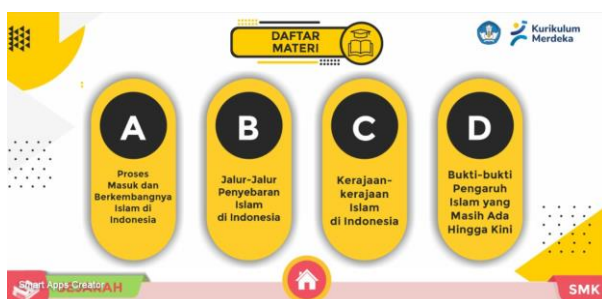 DAFTAR
MATERI
Kurikulum
Merdeka
A
Proses
Masuk dan
Berkembangnya
Islam di
Indonesia
B
Jalur-Jalur
Penyebaran
Islam
di Indonesia
C
Kerajaan-
kerajaan
Islam
di Indonesia
D
Bukti-bukti
Pengaruh
Islam yang
Masih Ada
Hingga Kini
Smart Apps Creator
SEJARAH
SMK